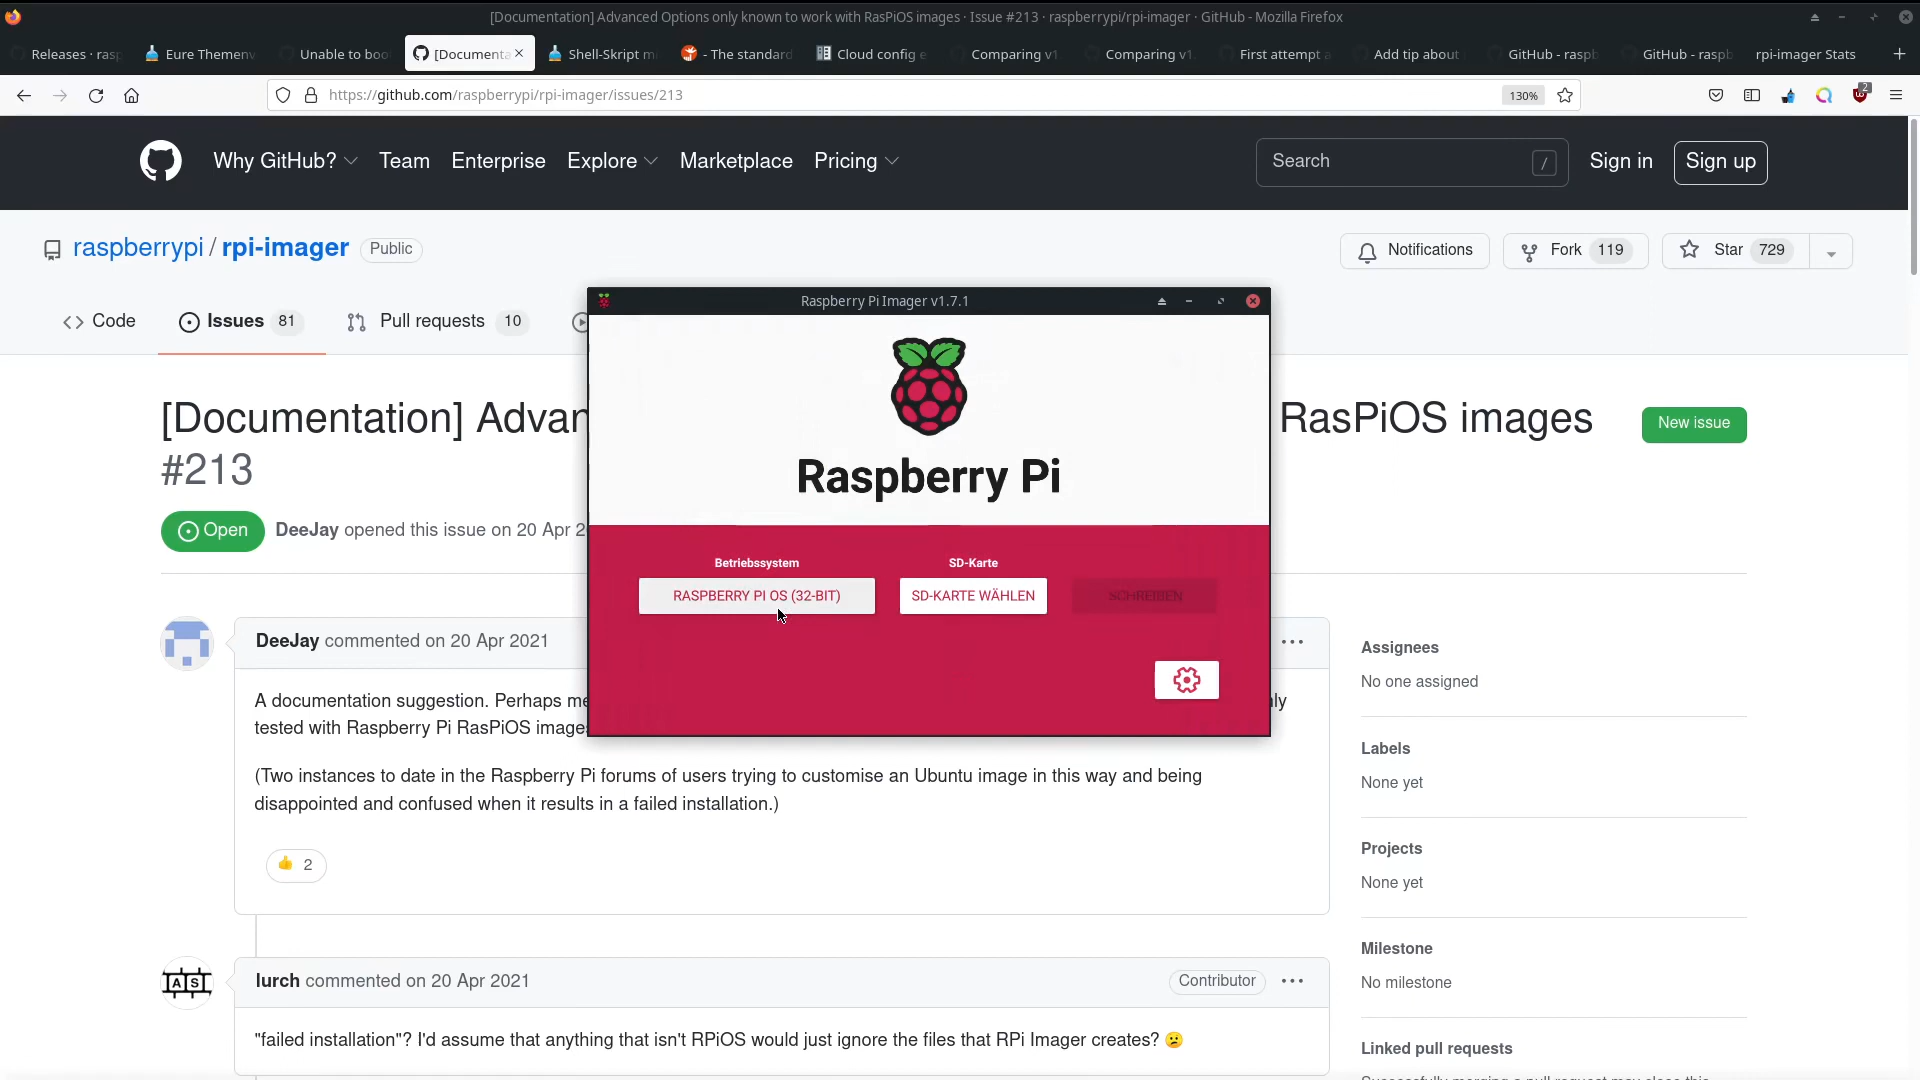 [Documentation] Advanced Options only known to work with RasPiOS images · Issue #213 · raspberrypi/rpi-imager · GitHub - Mozilla Firefox
Releases · rasp
Eure Themenv
Unable to boo
[Documenta
Shell-Skript m
- The standard
Cloud config e
Comparing v1.
Comparing v1.
First attempt a
Add tip about
GitHub - raspb
GitHub - raspb
rpi-imager Stats
https://github.com/raspberrypi/rpi-imager/issues/213
130%
2
Why GitHub?
Team
Enterprise
Explore
Marketplace
Pricing
Search
/
Sign in
Sign up
raspberrypi / rpi-imager
Public
Notifications
Fork 119
Star 729
Code
Issues 81
Pull requests 10
Raspberry Pi Imager v1.7.1
Raspberry Pi
Betriebssystem
SD-Karte
RASPBERRY PI OS (32-BIT)
SD-KARTE WÄHLEN
SCHREIBEN
[Documentation] Advan
RasPiOS images
#213
New issue
Open
DeeJay opened this issue on 20 Apr 2
DeeJay commented on 20 Apr 2021
A documentation suggestion. Perhaps me
ly
tested with Raspberry Pi RasPiOS images
(Two instances to date in the Raspberry Pi forums of users trying to customise an Ubuntu image in this way and being
disappointed and confused when it results in a failed installation.)
2
lurch commented on 20 Apr 2021
Contributor
"failed installation"? I'd assume that anything that isn't RPiOS would just ignore the files that RPi Imager creates?
Assignees
No one assigned
Labels
None yet
Projects
None yet
Milestone
No milestone
Linked pull requests